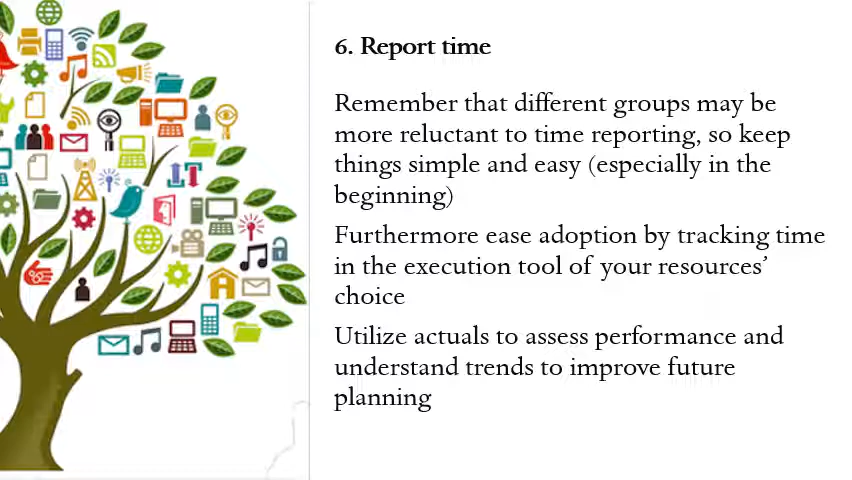 6. Report time
Remember that different groups may be
more reluctant to time reporting, so keep
things simple and easy (especially in the
beginning)
Furthermore ease adoption by tracking time
in the execution tool of your resources’
choice
Utilize actuals to assess performance and
understand trends to improve future
planning